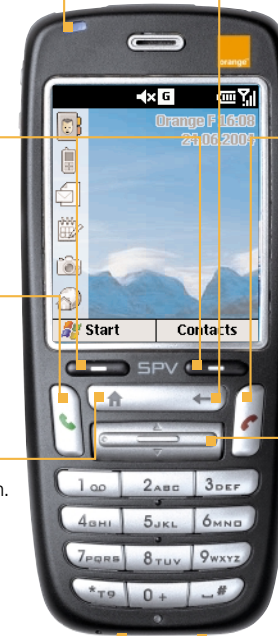 orange
G
Orange F 16:08
24/06/2004
Start Contacts
SPV
n.
1 2ABC 3DEF
4GHI 5JKL 6MNO
7PQRS 8TUV 9WXYZ
*T9 0+ #